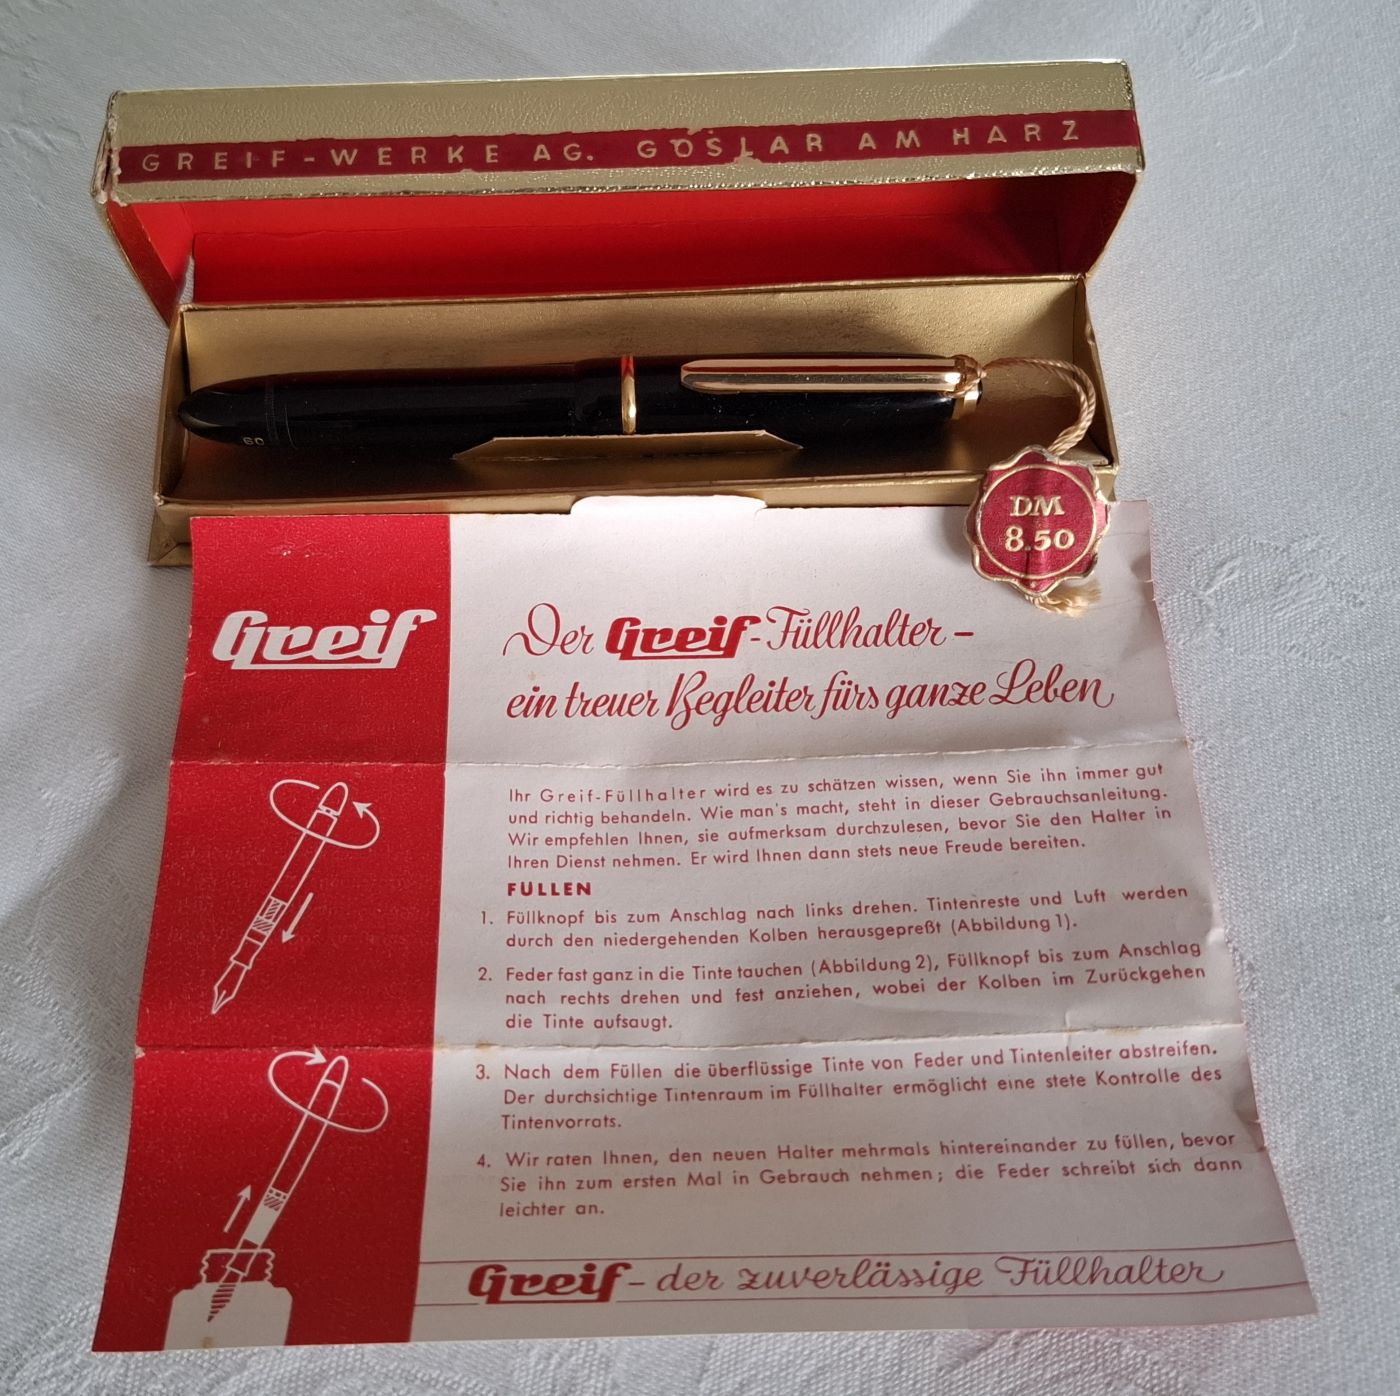 GREIF-WERKE AG. GOSLAR AM HARZ
60
DM
8.50
Greif
Der Greif-Füllhalter –
ein treuer Begleiter fürs ganze Leben
Ihr Greif-Füllhalter wird es zu schätzen wissen, wenn Sie ihn immer gut
und richtig behandeln. Wie man's macht, steht in dieser Gebrauchsanleitung.
Wir empfehlen Ihnen, sie aufmerksam durchzulesen, bevor Sie den Halter in
Ihren Dienst nehmen. Er wird Ihnen dann stets neue Freude bereiten.
FÜLLEN
1. Füllknopf bis zum Anschlag nach links drehen. Tintenreste und Luft werden
durch den niedergehenden Kolben herausgepreßt (Abbildung 1).
2. Feder fast ganz in die Tinte tauchen (Abbildung 2), Füllknopf bis zum Anschlag
nach rechts drehen und fest anziehen, wobei der Kolben im Zurückgehen
die Tinte aufsaugt.
3. Nach dem Füllen die überflüssige Tinte von Feder und Tintenleiter abstreifen.
Der durchsichtige Tintenraum im Füllhalter ermöglicht eine stete Kontrolle des
Tintenvorrats.
4. Wir raten Ihnen, den neuen Halter mehrmals hintereinander zu füllen, bevor
Sie ihn zum ersten Mal in Gebrauch nehmen; die Feder schreibt sich dann
leichter an.
Greif – der zuverlässige Füllhalter